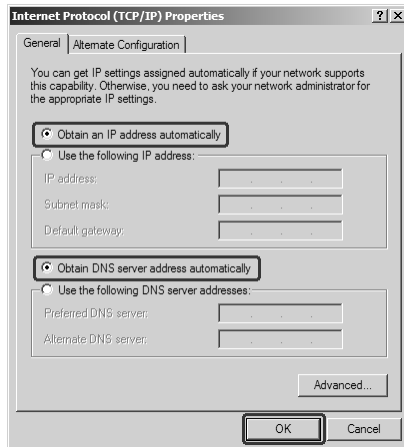 Internet Protocol (TCP/IP) Properties
General
Alternate Configuration
You can get IP settings assigned automatically if your network supports
this capability. Otherwise, you need to ask your network administrator for
the appropriate IP settings.
Obtain an IP address automatically
Use the following IP address:
IP address:
Subnet mask:
Default gateway:
Obtain DNS server address automatically
Use the following DNS server addresses:
Preferred DNS server:
Alternate DNS server:
Advanced...
OK
Cancel